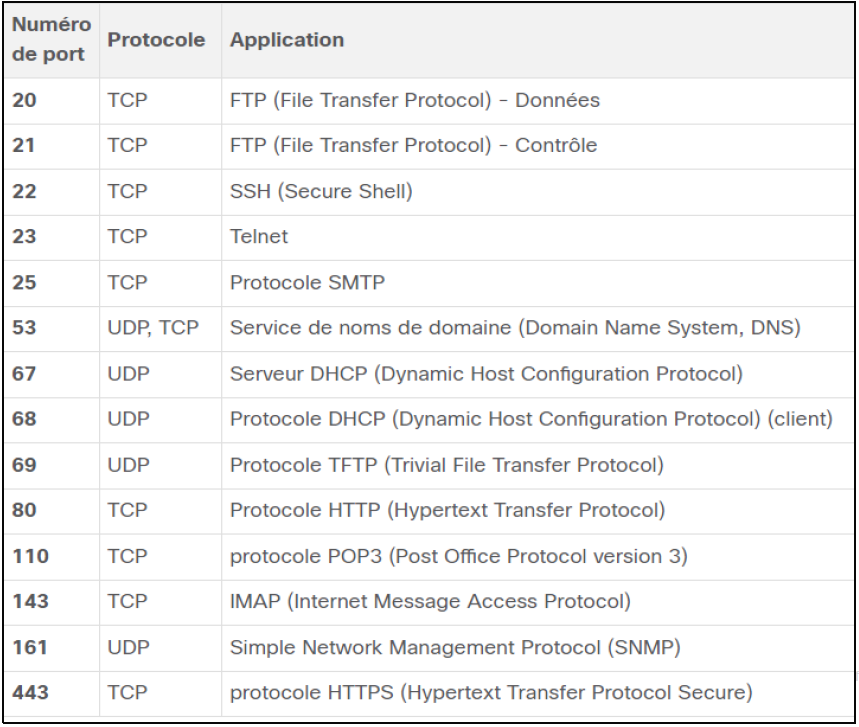 Numéro de port Protocole Application
20 TCP FTP (File Transfer Protocol) - Données
21 TCP FTP (File Transfer Protocol) - Contrôle
22 TCP SSH (Secure Shell)
23 TCP Telnet
25 TCP Protocole SMTP
53 UDP, TCP Service de noms de domaine (Domain Name System, DNS)
67 UDP Serveur DHCP (Dynamic Host Configuration Protocol)
68 UDP Protocole DHCP (Dynamic Host Configuration Protocol) (client)
69 UDP Protocole TFTP (Trivial File Transfer Protocol)
80 TCP Protocole HTTP (Hypertext Transfer Protocol)
110 TCP protocole POP3 (Post Office Protocol version 3)
143 TCP IMAP (Internet Message Access Protocol)
161 UDP Simple Network Management Protocol (SNMP)
443 TCP protocole HTTPS (Hypertext Transfer Protocol Secure)